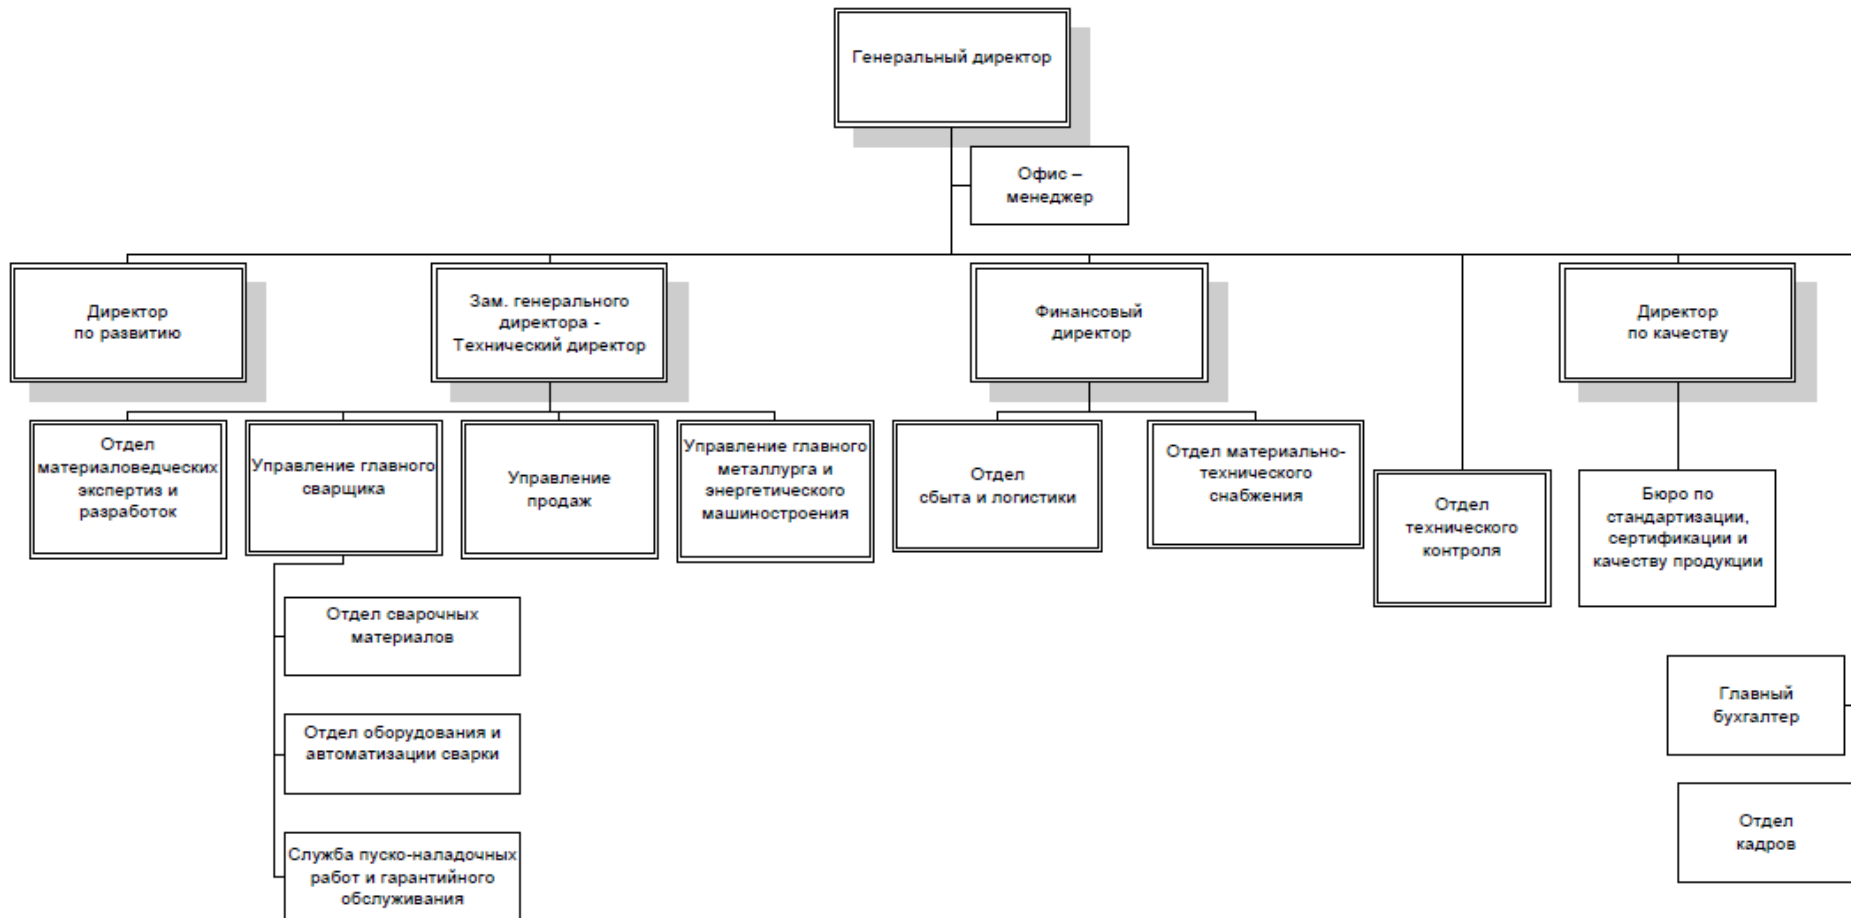 Генеральный директор
Офис –
менеджер
Директор
по развитию
Зам. генерального
директора -
Технический директор
Финансовый
директор
Директор
по качеству
Отдел
материаловедческих
экспертиз и
разработок
Управление главного
сварщика
Управление
продаж
Управление главного
металлурга и
энергетического
машиностроения
Отдел
сбыта и логистики
Отдел материально-
технического
снабжения
Отдел
технического
контроля
Бюро по
стандартизации,
сертификации и
качеству продукции
Отдел сварочных
материалов
Отдел оборудования и
автоматизации сварки
Служба пуско-наладочных
работ и гарантийного
обслуживания
Главный
бухгалтер
Отдел
кадров